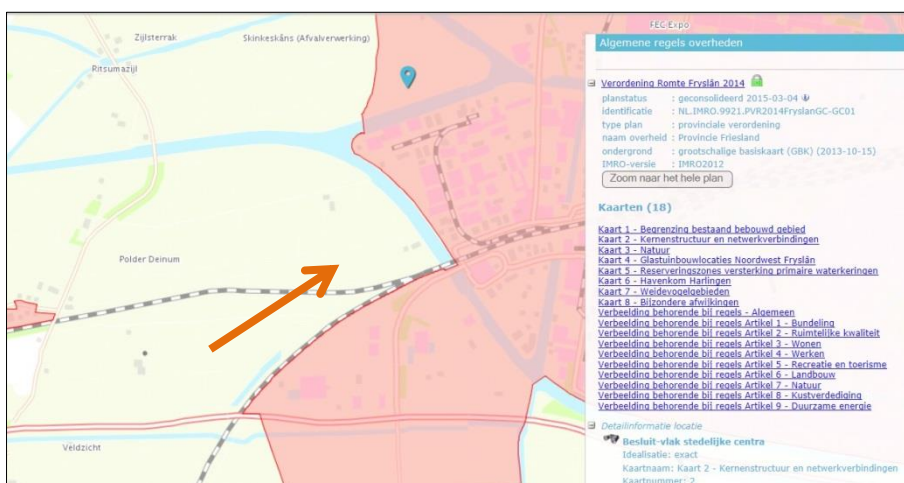 FEC Expo
Zijlsterrak
Skinkeskâns (Afvalverwerking)
Ritsumazijl
Polder Deinum
Veldzicht
Algemene regels overheden
Verordening Romte Fryslân 2014
planstatus : geconsolideerd 2015-03-04
identificatie : NL.IMRO.9921.PVR2014FryslanGC-GC01
type plan : provinciale verordening
naam overheid : Provincie Friesland
ondergrond : grootschalige basiskaart (GBK) (2013-10-15)
IMRO-versie : IMRO2012
Zoom naar het hele plan
Kaarten (18)
Kaart 1 - Begrenzing bestaand bebouwd gebied
Kaart 2 - Kernenstructuur en netwerkverbindingen
Kaart 3 - Natuur
Kaart 4 - Glastuinbouwlocaties Noordwest Fryslân
Kaart 5 - Reserveringszones versterking primaire waterkeringen
Kaart 6 - Havenkom Harlingen
Kaart 7 - Weidevogelgebieden
Kaart 8 - Bijzondere afwijkingen
Verbeelding behorende bij regels - Algemeen
Verbeelding behorende bij regels Artikel 1 - Bundeling
Verbeelding behorende bij regels Artikel 2 - Ruimtelijke kwaliteit
Verbeelding behorende bij regels Artikel 3 - Wonen
Verbeelding behorende bij regels Artikel 4 - Werken
Verbeelding behorende bij regels Artikel 5 - Recreatie en toerisme
Verbeelding behorende bij regels Artikel 6 - Landbouw
Verbeelding behorende bij regels Artikel 7 - Natuur
Verbeelding behorende bij regels Artikel 8 - Kustverdediging
Verbeelding behorende bij regels Artikel 9 - Duurzame energie
Detailinformatie locatie
Besluit-vlak stedelijke centra
Idealisatie: exact
Kaartnaam: Kaart 2 - Kernenstructuur en netwerkverbindingen
Kaartnummer: 2